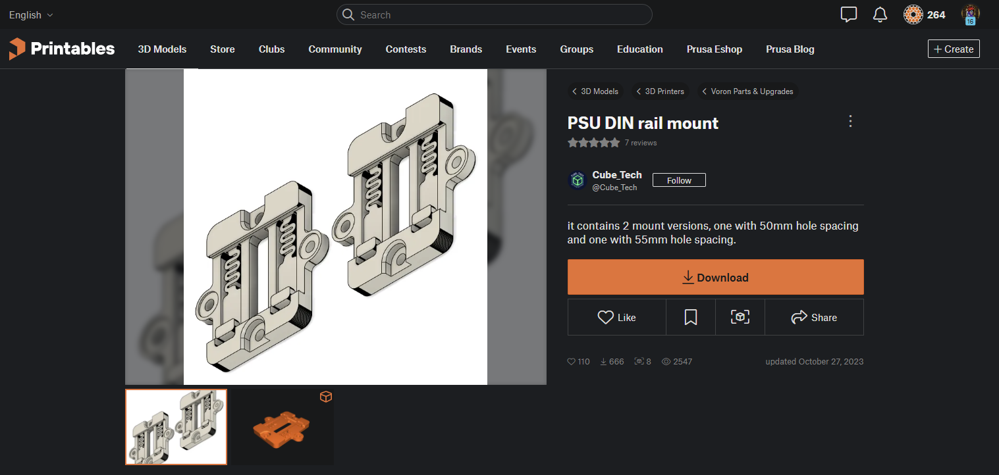 English
Search
264
16
Printables
3D Models
Store
Clubs
Community
Contests
Brands
Events
Groups
Education
Prusa Eshop
Prusa Blog
+ Create
3D Models
3D Printers
Voron Parts & Upgrades
PSU DIN rail mount
7 reviews
Cube_Tech
@Cube_Tech
Follow
it contains 2 mount versions, one with 50mm hole spacing
and one with 55mm hole spacing.
Download
Like
Share
110
666
8
2547
updated October 27, 2023